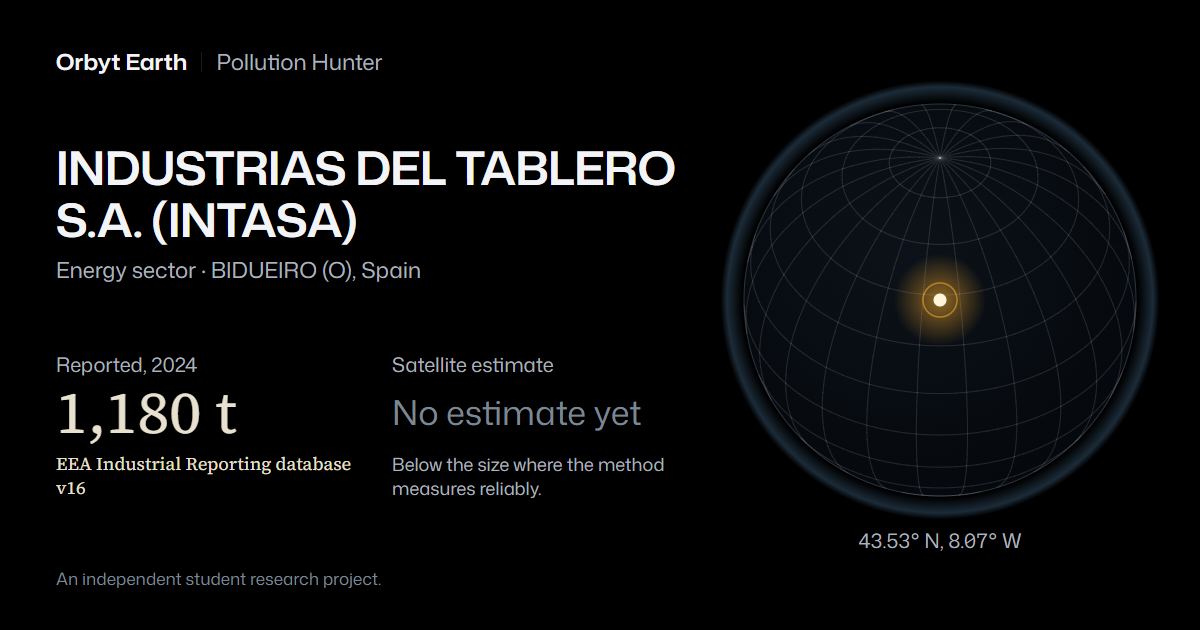 Orbyt Earth | Pollution Hunter
INDUSTRIAS DEL TABLERO
S.A. (INTASA)
Energy sector · BIDUEIRO (O), Spain
Reported, 2024
1,180 t
EEA Industrial Reporting database
v16
Satellite estimate
No estimate yet
Below the size where the method
measures reliably.
43.53° N, 8.07° W
An independent student research project.